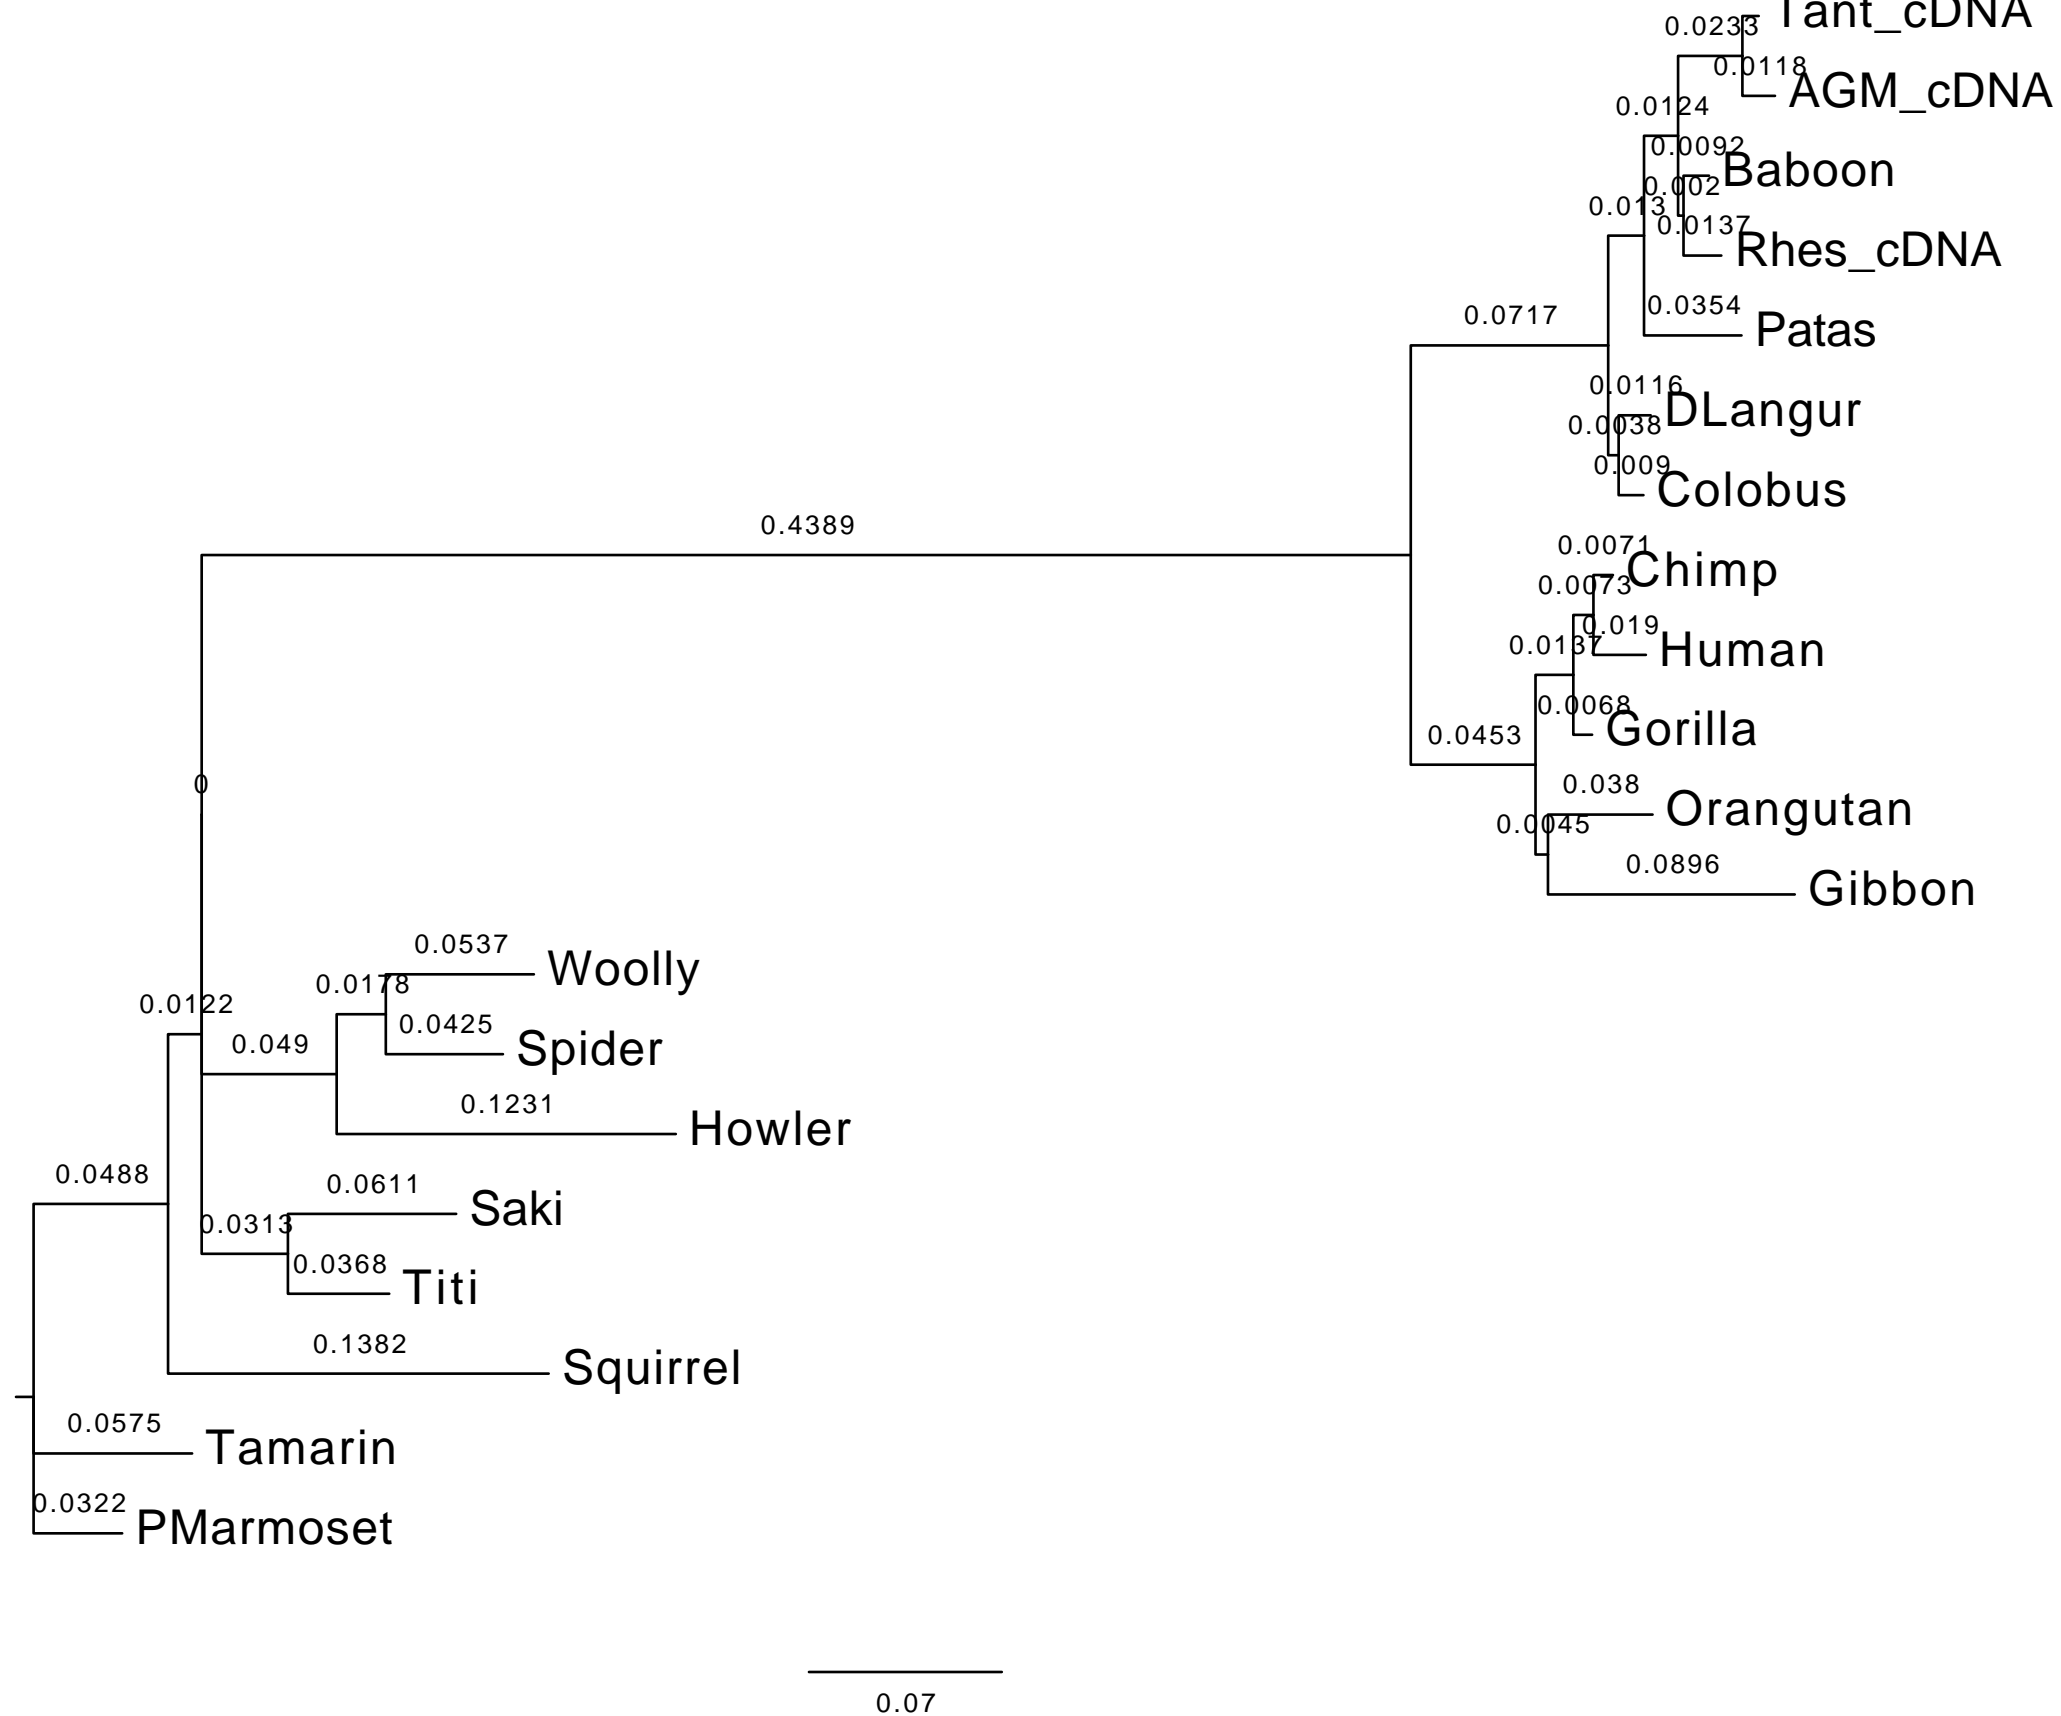 Tant_cDNA
0.0233
0.0118
AGM_cDNA
0.0124
0.0092
Baboon
0.002
0.013
0.0137
Rhes_cDNA
0.0354
Patas
0.0717
0.0116
DLangur
0.0038
0.009
Colobus
0.4389
0.0071
Chimp
0.0073
0.019
Human
0.0137
0.0068
Gorilla
0.0453
0.038
Orangutan
0
0.0045
0.0896
Gibbon
0.0537
Woolly
0.0178
0.0122
0.0425
Spider
0.049
0.1231
Howler
0.0488
0.0611
Saki
0.0313
0.0368
Titi
0.1382
Squirrel
0.0575
Tamarin
0.0322
PMarmoset
0.07